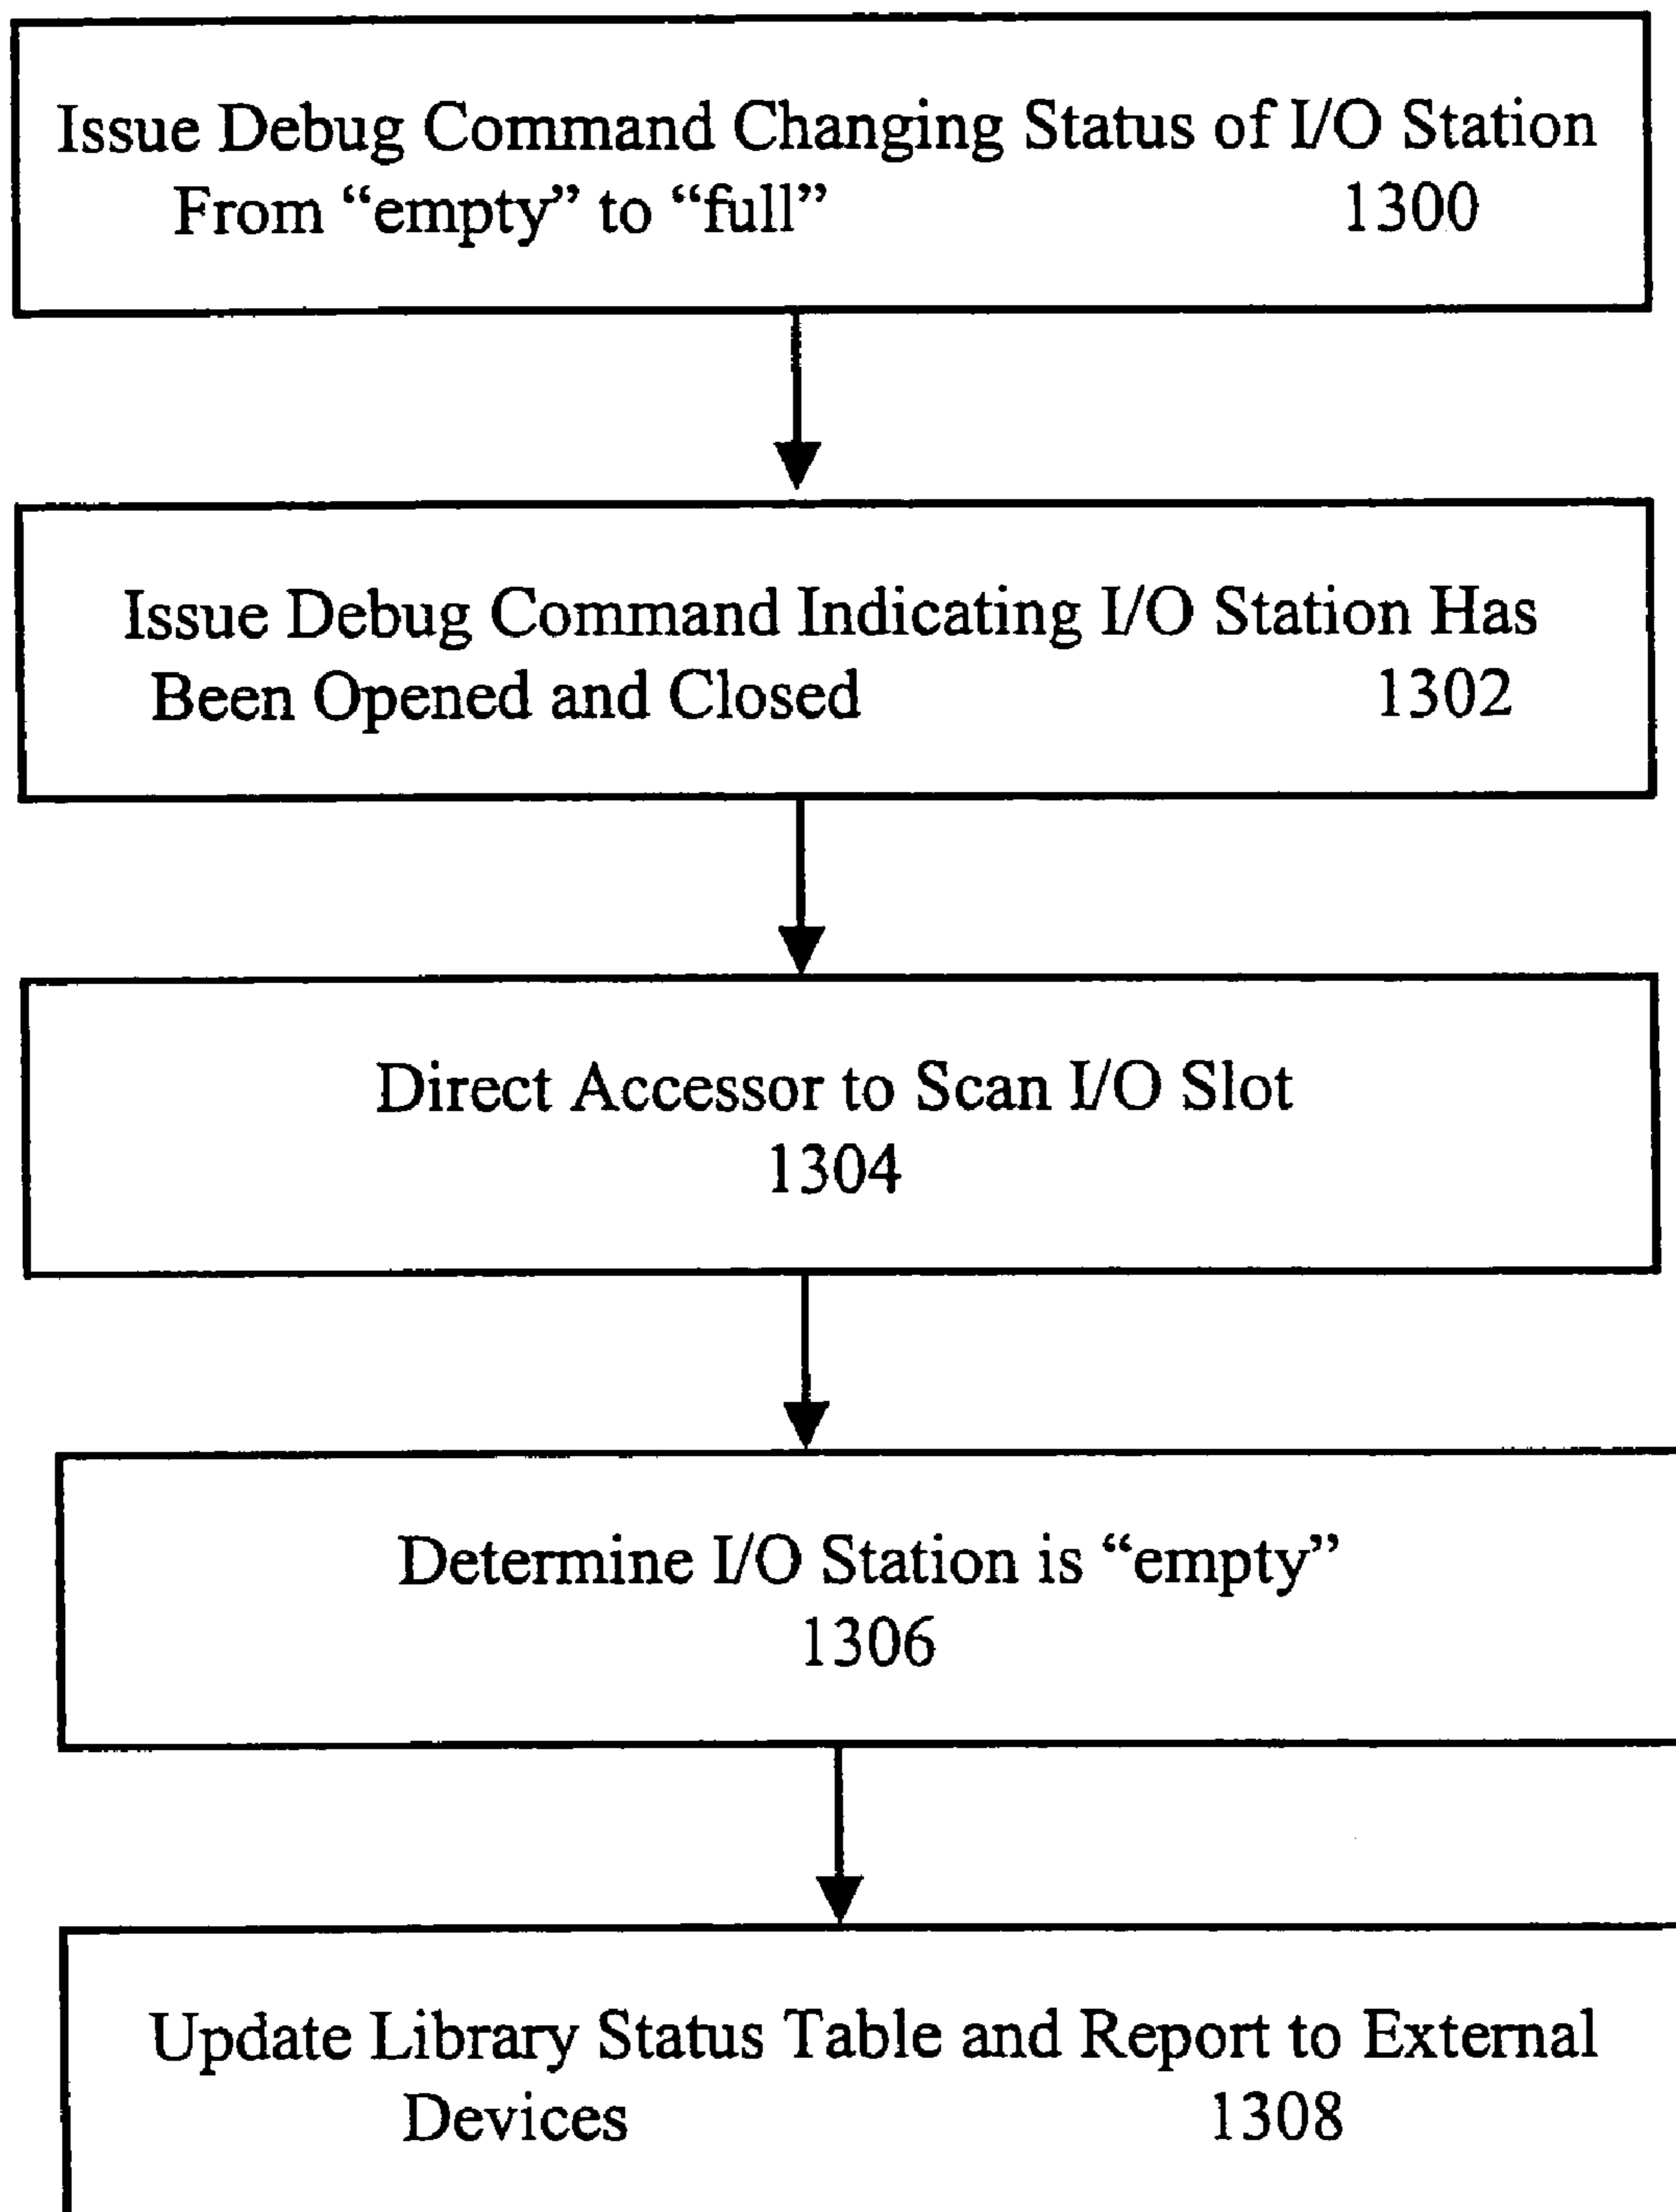 Issue Debug Command Changing Status of I/O Station
From “empty” to “full” 1300
Issue Debug Command Indicating I/O Station Has
Been Opened and Closed 1302
Direct Accessor to Scan I/O Slot
1304
Determine I/O Station is “empty”
1306
Update Library Status Table and Report to External
Devices 1308